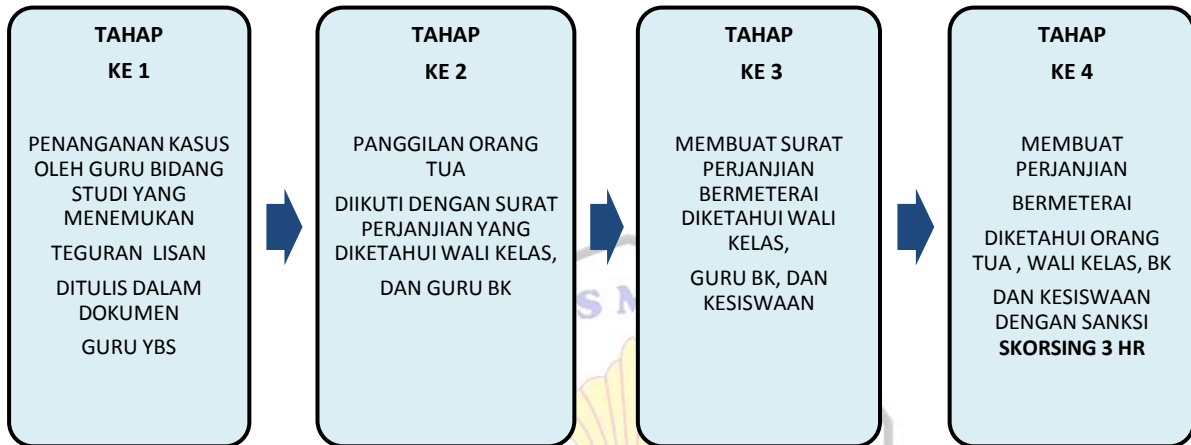 TAHAP
KE 1
PENANGANAN KASUS
OLEH GURU BIDANG
STUDI YANG
MENEMUKAN
TEGURAN LISAN
DITULIS DALAM
DOKUMEN
GURU YBS
TAHAP
KE 2
PANGGILAN ORANG
TUA
DIIKUTI DENGAN SURAT
PERJANJIAN YANG
DIKETAHUI WALI KELAS,
DAN GURU BK
TAHAP
KE 3
MEMBUAT SURAT
PERJANJIAN
BERMETERAI
DIKETAHUI WALI
KELAS,
GURU BK, DAN
KESISWAAN
TAHAP
KE 4
MEMBUAT
PERJANJIAN
BERMETERAI
DIKETAHUI ORANG
TUA , WALI KELAS, BK
DAN KESISWAAN
DENGAN SANKSI
SKORSING 3 HR